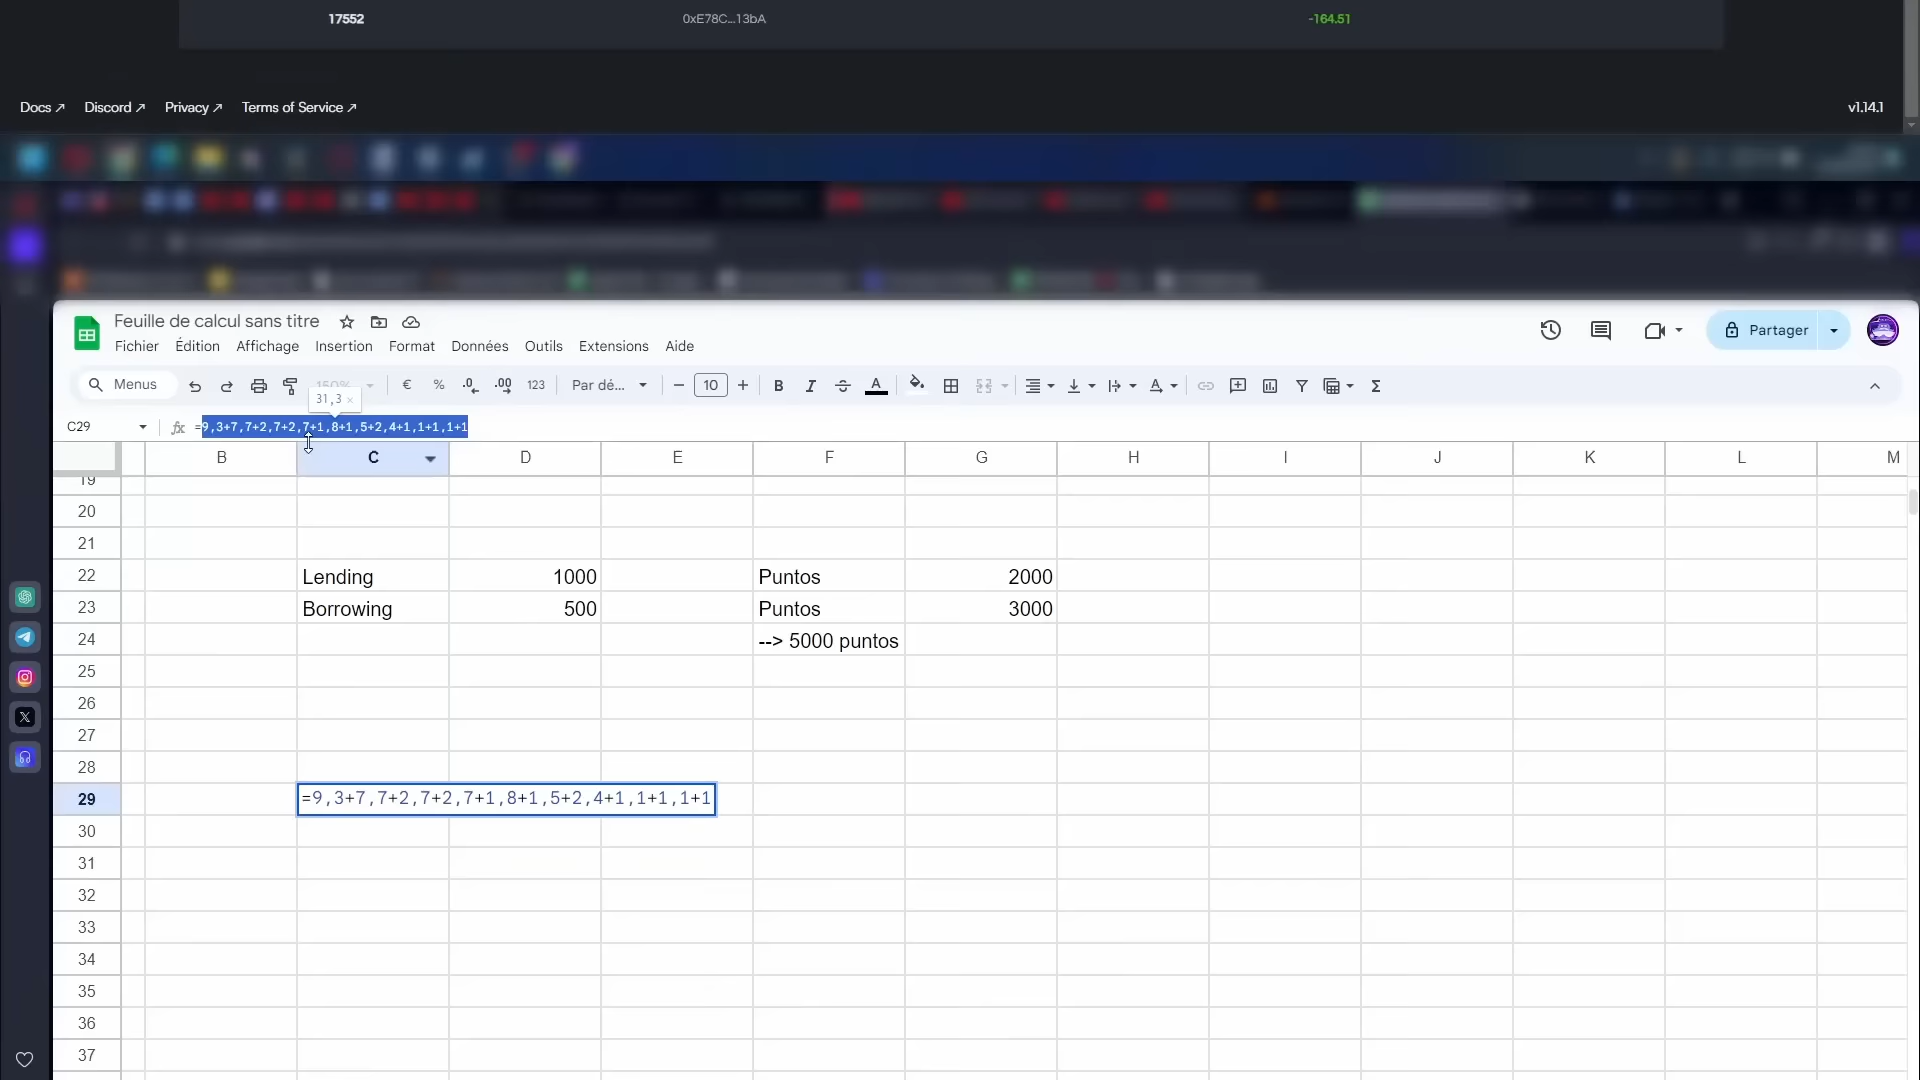 17552 0xE78C...13bA -164.51
Docs ↗ Discord ↗ Privacy ↗ Terms of Service ↗ v1.14.1
Feuille de calcul sans titre
Fichier Édition Affichage Insertion Format Données Outils Extensions Aide
Partager
Menus 150% € % .0 .00 123 Par dé... − 10 + B I S A Σ
31,3 ×
C29 fx =9,3+7,7+2,7+2,7+1,8+1,5+2,4+1,1+1,1+1
B C D E F G H I J K L M
19
20
21
22 Lending 1000 Puntos 2000
23 Borrowing 500 Puntos 3000
24 --> 5000 puntos
25
26
27
28
29 =9,3+7,7+2,7+2,7+1,8+1,5+2,4+1,1+1,1+1
30
31
32
33
34
35
36
37